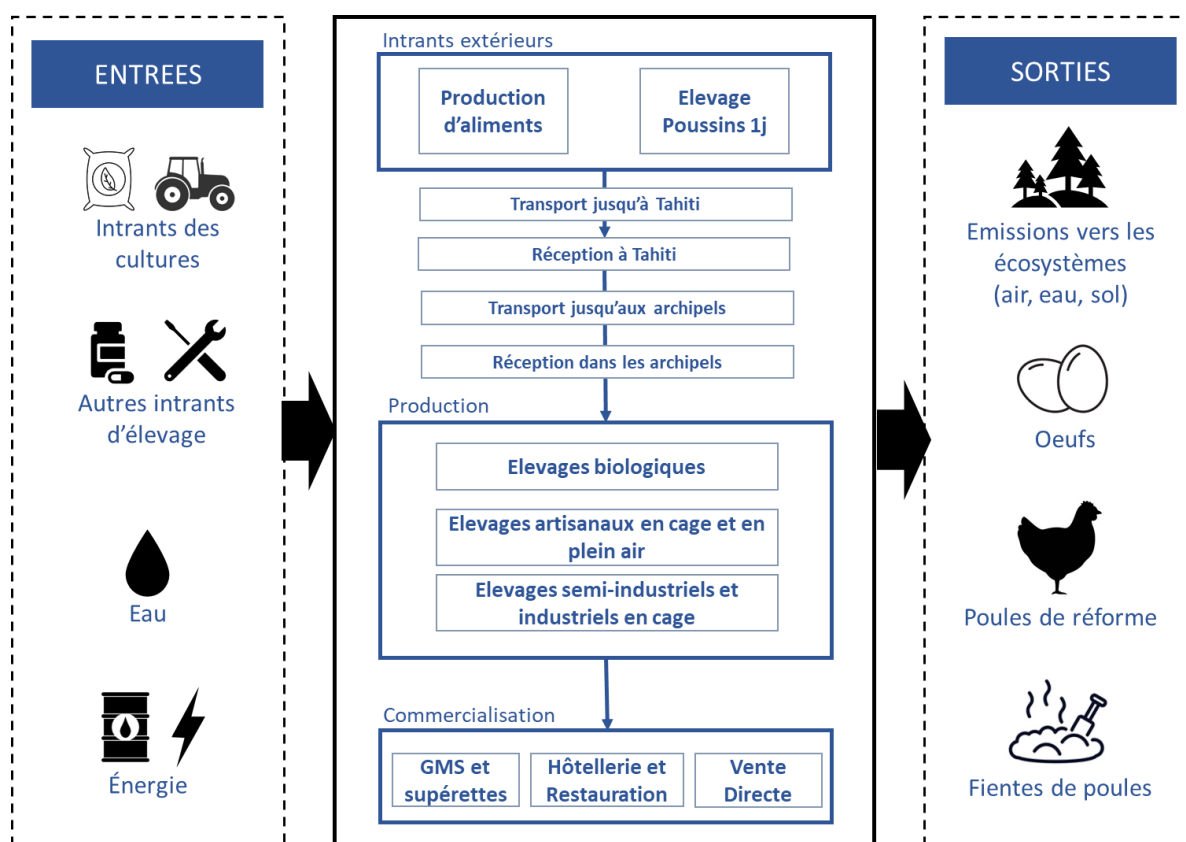 ENTREES
Intrants des
cultures
Autres intrants
d'élevage
Eau
Énergie
Intrants extérieurs
Production
d'aliments
Elevage
Poussins 1j
Transport jusqu'à Tahiti
Réception à Tahiti
Transport jusqu'aux archipels
Réception dans les archipels
Production
Elevages biologiques
Elevages artisanaux en cage et en
plein air
Elevages semi-industriels et
industriels en cage
Commercialisation
GMS et
supérettes
Hôtellerie et
Restauration
Vente
Directe
SORTIES
Emissions vers les
écosystèmes
(air, eau, sol)
Oeufs
Poules de réforme
Fientes de poules